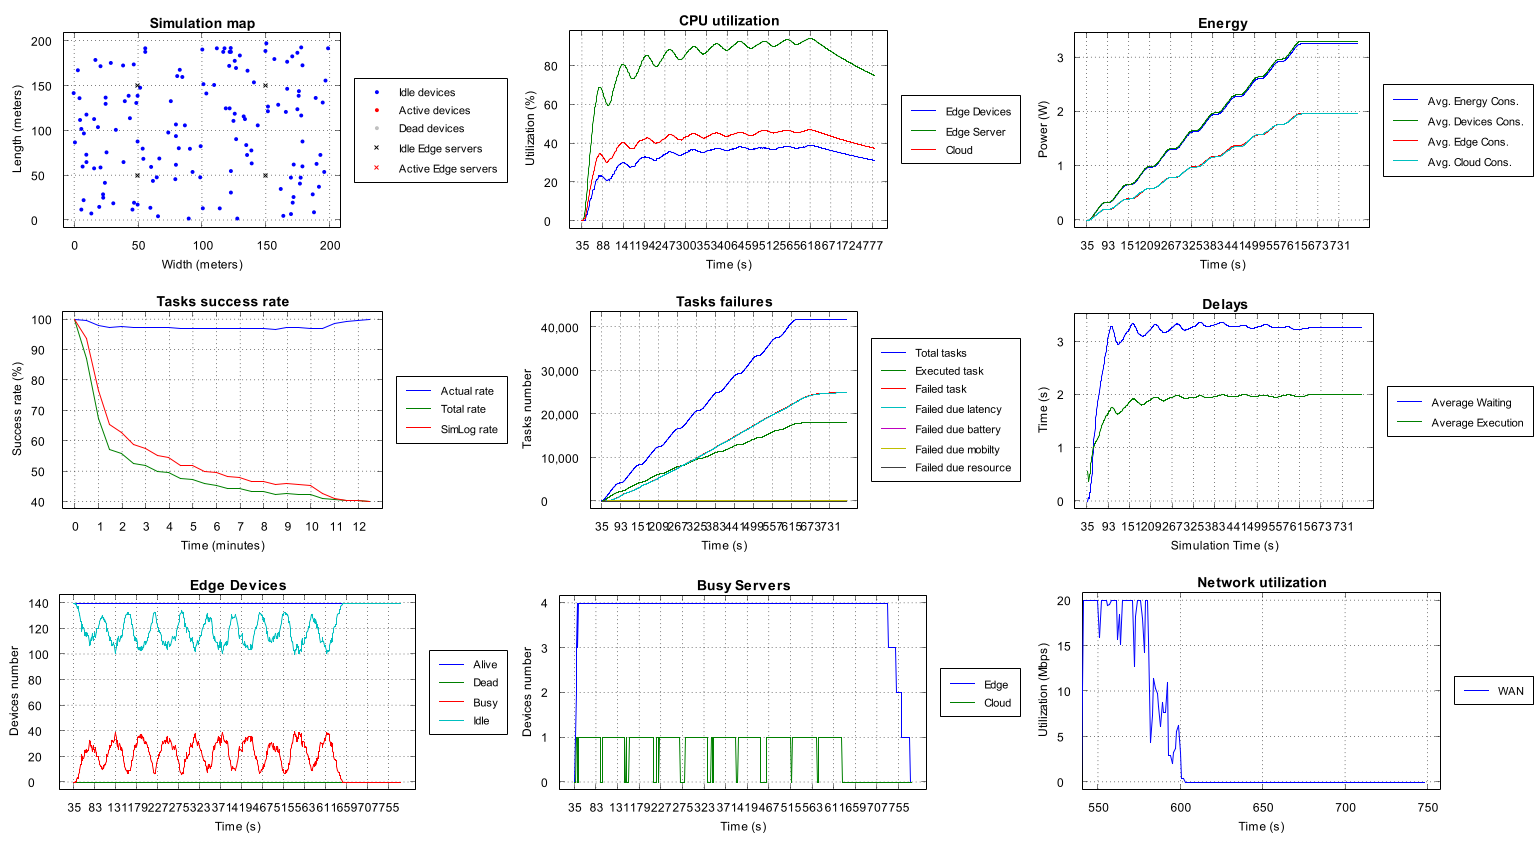 Simulation map
Length (meters)
200
150
100
50
0
0 50 100 150 200
Width (meters)
Idle devices
Active devices
Dead devices
Idle Edge servers
Active Edge servers
CPU utilization
Utilization (%)
80
60
40
20
0
35 88 141194247300353406459512565618671724777
Time (s)
Edge Devices
Edge Server
Cloud
Energy
Power (W)
3
2
1
0
35 93 151209267325383441499557615673731
Time (s)
Avg. Energy Cons.
Avg. Devices Cons.
Avg. Edge Cons.
Avg. Cloud Cons.
Tasks success rate
Success rate (%)
100
90
80
70
60
50
40
0 1 2 3 4 5 6 7 8 9 10 11 12
Time (minutes)
Actual rate
Total rate
SimLog rate
Tasks failures
Tasks number
40,000
30,000
20,000
10,000
0
35 93 151209267325383441499557615673731
Time (s)
Total tasks
Executed task
Failed task
Failed due latency
Failed due battery
Failed due mobilty
Failed due resource
Delays
Time (s)
3
2
1
0
35 93 151209267325383441499557615673731
Simulation Time (s)
Average Waiting
Average Execution
Edge Devices
Devices number
140
120
100
80
60
40
20
0
35 83 131179227275323371419467515563611659707755
Time (s)
Alive
Dead
Busy
Idle
Busy Servers
Devices number
4
3
2
1
0
35 83 131179227275323371419467515563611659707755
Time (s)
Edge
Cloud
Network utilization
Utilization (Mbps)
20
15
10
5
0
550 600 650 700 750
Time (s)
WAN